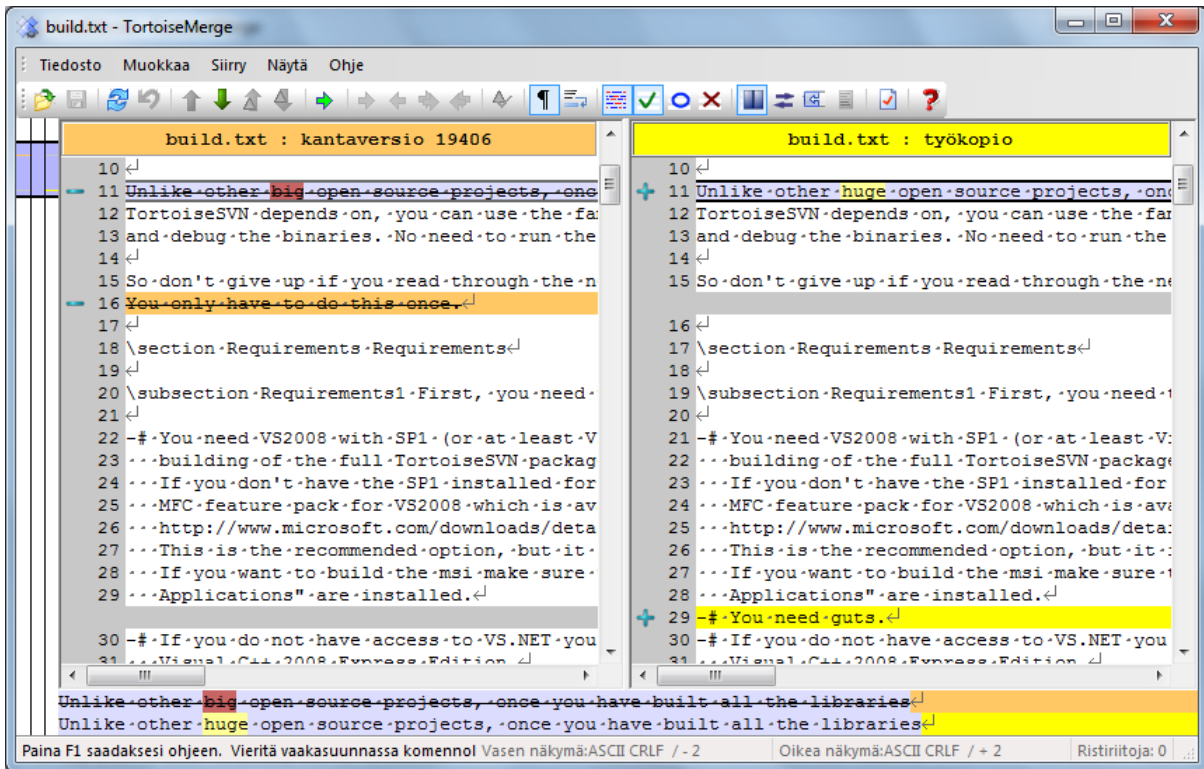 build.txt - TortoiseMerge
Tiedosto Muokkaa Siirry Näytä Ohje
build.txt : kantaversio 19406
10
11 Unlike·other·big·open·source·projects,·onc
12 TortoiseSVN·depends·on,·you·can·use·the·fa
13 and·debug·the·binaries.·No·need·to·run·the
14
15 So·don't·give·up·if·you·read·through·the·n
16 You·only·have·to·do·this·once.
17
18 \section·Requirements·Requirements
19
20 \subsection·Requirements1·First,·you·need·
21
22 -#·You·need·VS2008·with·SP1·(or·at·least·V
23 ···building·of·the·full·TortoiseSVN·packag
24 ···If·you·don't·have·the·SP1·installed·for
25 ···MFC·feature·pack·for·VS2008·which·is·av
26 ···http://www.microsoft.com/downloads/deta
27 ···This·is·the·recommended·option,·but·it·
28 ···If·you·want·to·build·the·msi·make·sure·
29 ···Applications"·are·installed.
30 -#·If·you·do·not·have·access·to·VS.NET·you
31 ···Visual·C++·2008·Express·Edition
build.txt : työkopio
10
11 Unlike·other·huge·open·source·projects,·on
12 TortoiseSVN·depends·on,·you·can·use·the·fa
13 and·debug·the·binaries.·No·need·to·run·the
14
15 So·don't·give·up·if·you·read·through·the·n
16
17 \section·Requirements·Requirements
18
19 \subsection·Requirements1·First,·you·need·
20
21 -#·You·need·VS2008·with·SP1·(or·at·least·V
22 ···building·of·the·full·TortoiseSVN·package
23 ···If·you·don't·have·the·SP1·installed·for
24 ···MFC·feature·pack·for·VS2008·which·is·av
25 ···http://www.microsoft.com/downloads/deta
26 ···This·is·the·recommended·option,·but·it·
27 ···If·you·want·to·build·the·msi·make·sure·
28 ···Applications"·are·installed.
29 -#·You·need·guts.
30 -#·If·you·do·not·have·access·to·VS.NET·you
31 ···Visual·C++·2008·Express·Edition
Unlike·other·big·open·source·projects,·once·you·have·built·all·the·libraries
Unlike·other·huge·open·source·projects,·once·you·have·built·all·the·libraries
Paina F1 saadaksesi ohjeen. Vieritä vaakasuunnassa komennol Vasen näkymä:ASCII CRLF / - 2 Oikea näkymä:ASCII CRLF / + 2 Ristiriitoja: 0